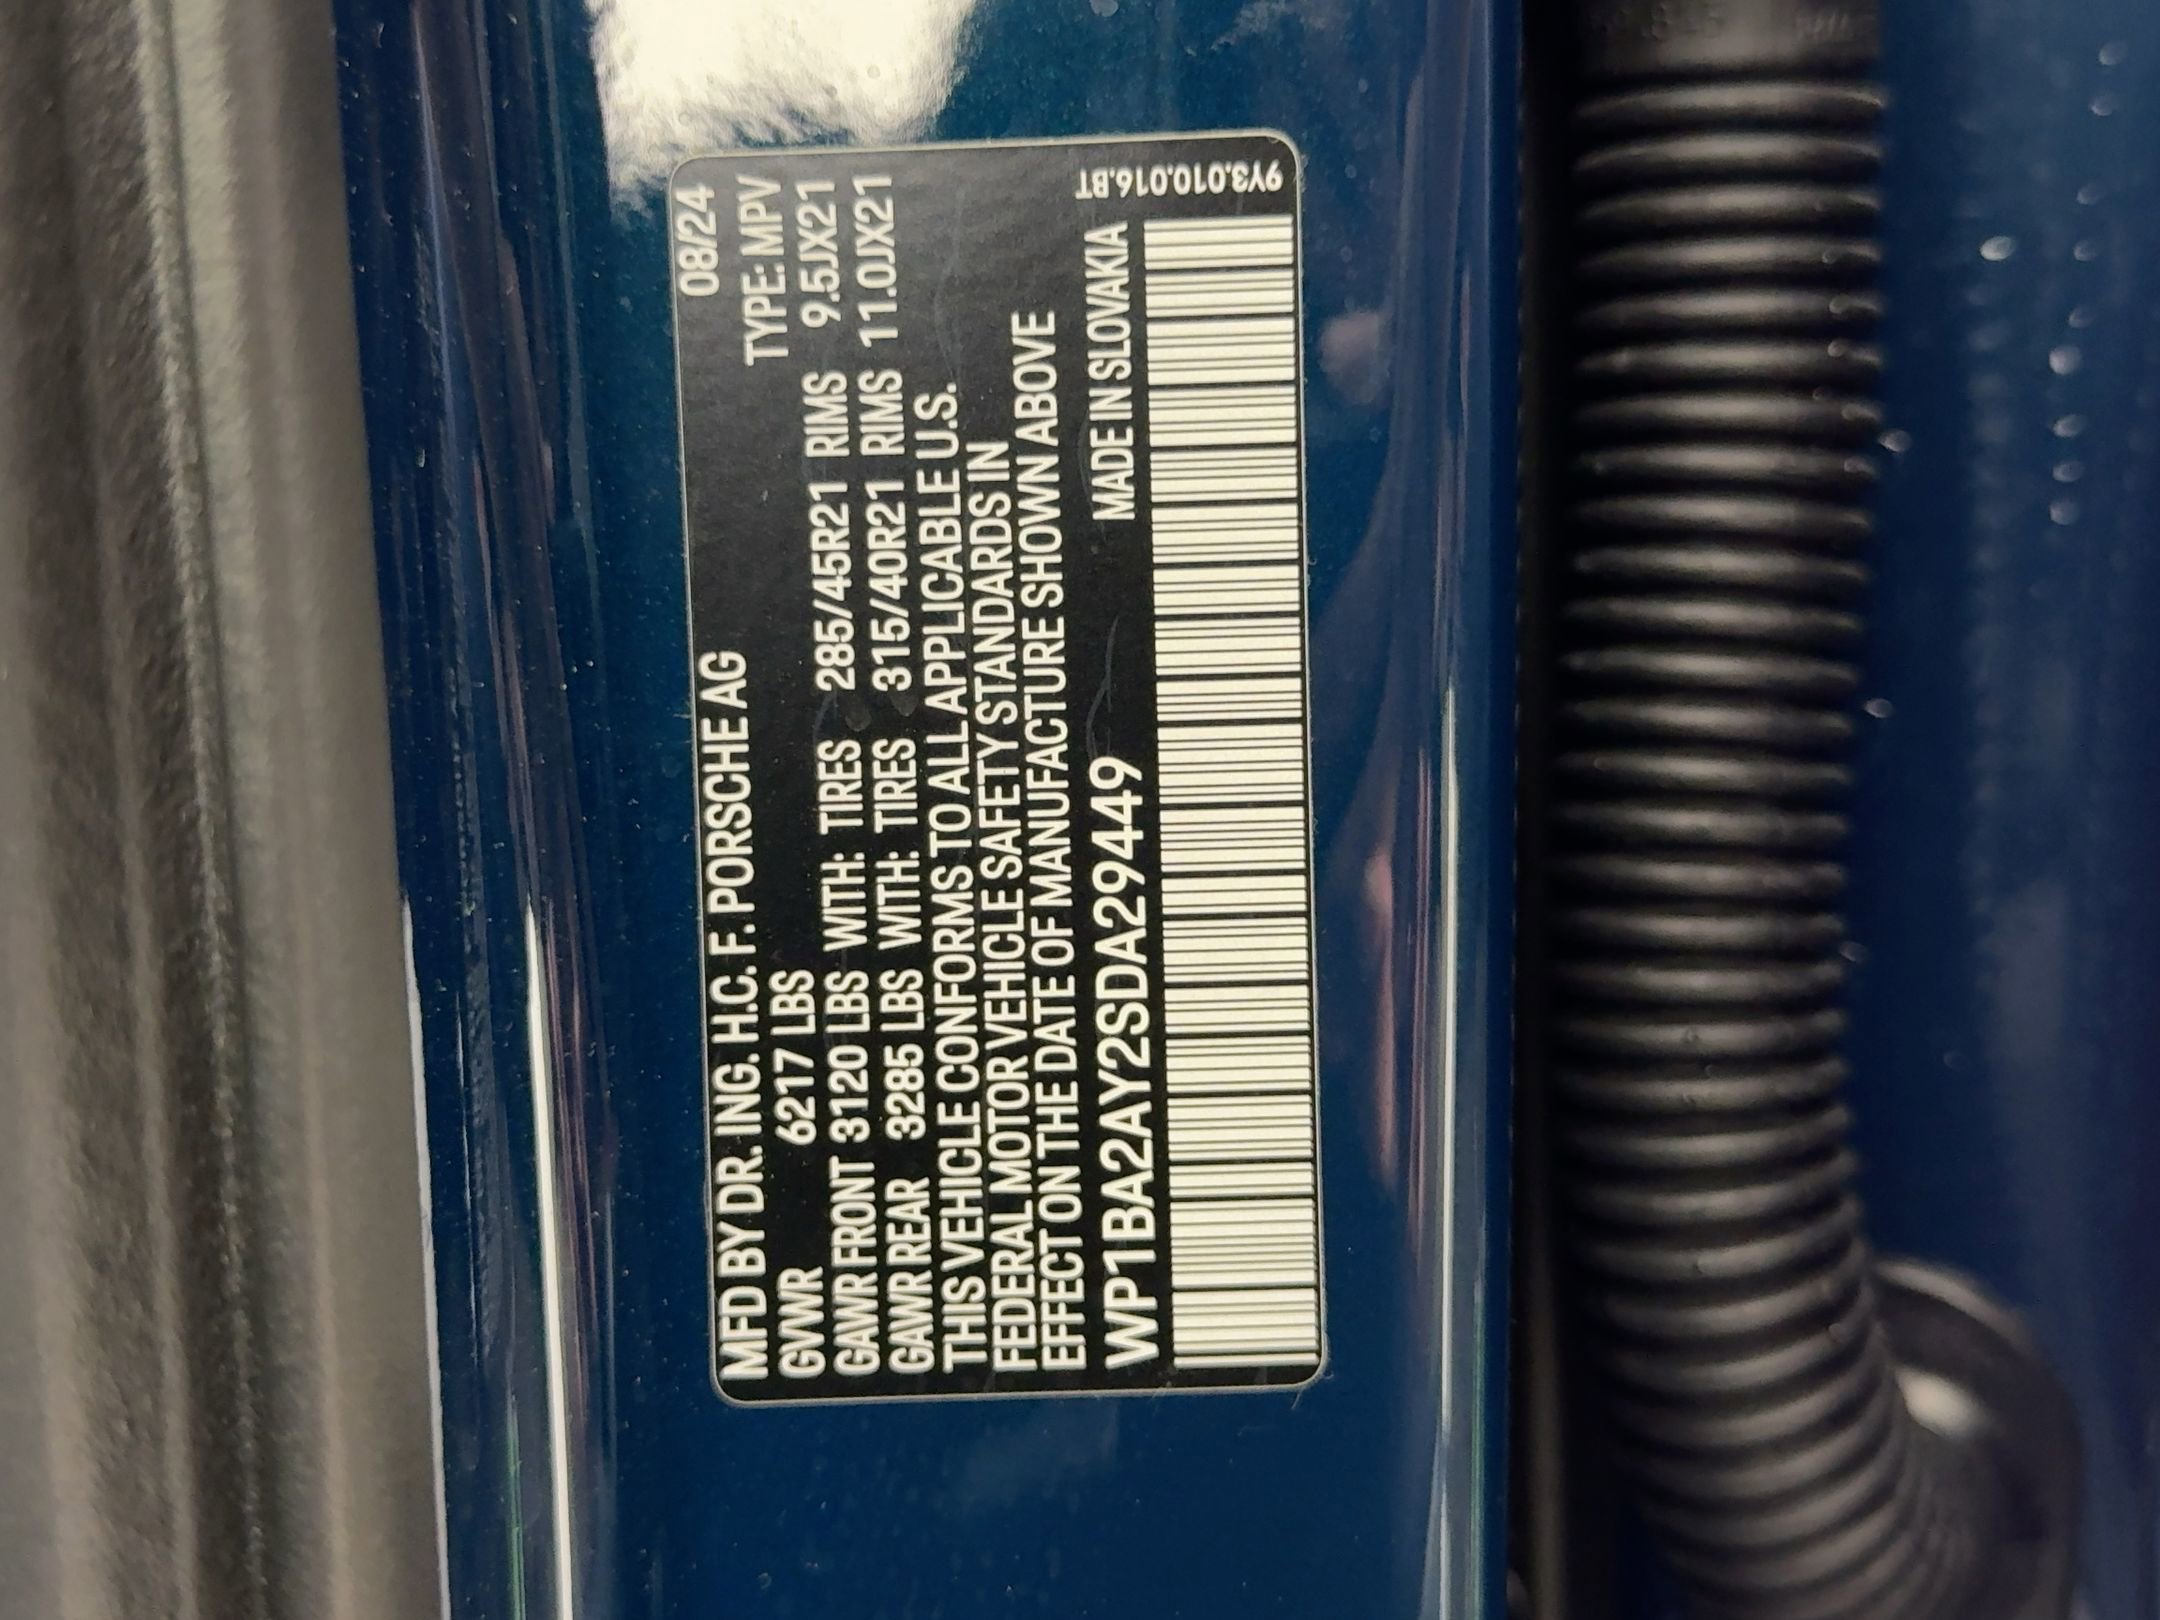 MFD BY DR. ING. H.C. F. PORSCHE AG 08/24
GVWR 6217 LBS TYPE: MPV
GAWR FRONT 3120 LBS WITH: TIRES 285/45R21 RIMS 9.5JX21
GAWR REAR 3285 LBS WITH: TIRES 315/40R21 RIMS 11.0JX21
THIS VEHICLE CONFORMS TO ALL APPLICABLE U.S.
FEDERAL MOTOR VEHICLE SAFETY STANDARDS IN
EFFECT ON THE DATE OF MANUFACTURE SHOWN ABOVE
WP1BA2AY2SDA29449 MADE IN SLOVAKIA
9Y3.010.016.BT